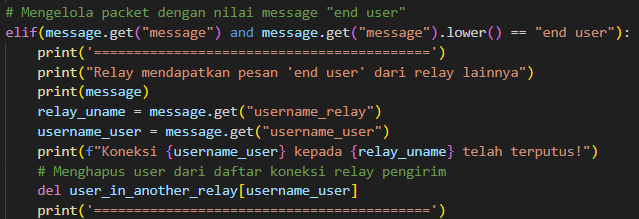 # Mengelola packet dengan nilai message "end user"
elif(message.get("message") and message.get("message").lower() == "end user"):
    print('==========================================')
    print("Relay mendapatkan pesan 'end user' dari relay lainnya")
    print(message)
    relay_uname = message.get("username_relay")
    username_user = message.get("username_user")
    print(f"Koneksi {username_user} kepada {relay_uname} telah terputus!")
    # Menghapus user dari daftar koneksi relay pengirim
    del user_in_another_relay[username_user]
    print('==========================================')